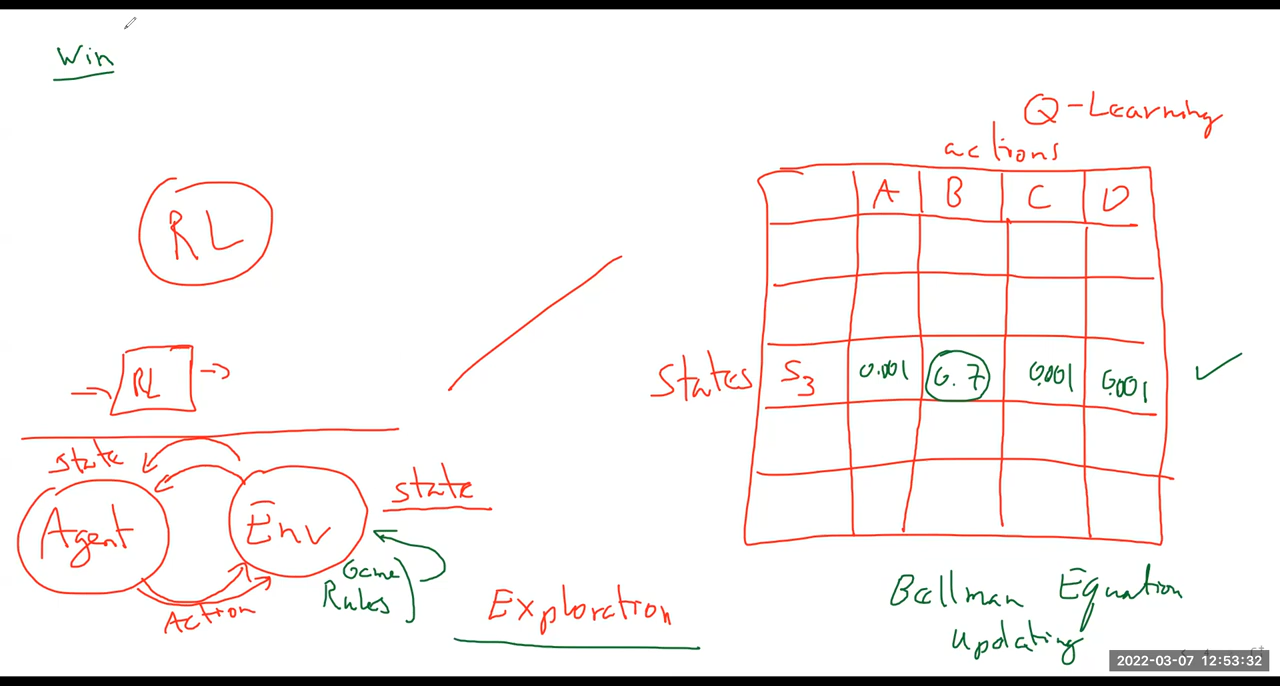 Win
Q-Learning
actions
A B C D
RL
States S3 0.001 0.7 0.001 0.001
RL
state
Agent
Env
state
Action
Game
Rules
Exploration
Bellman Equation
updating
2022-03-07 12:53:32